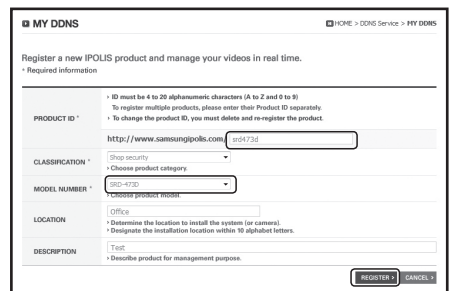 MY DDNS
HOME > DDNS Service > MY DDNS
Register a new IPOLIS product and manage your videos in real time.
* Required information
PRODUCT ID *
› ID must be 4 to 20 alphanumeric characters (A to Z and 0 to 9)
To register multiple products, please enter their Product ID separately.
› To change the product ID, you must delete and re-register the product.
http://www.samsungipolis.com/ srd473d
CLASSIFICATION *
Shop security
› Choose product category.
MODEL NUMBER *
SRD-473D
› Choose product model.
LOCATION
Office
› Determine the location to install the system (or camera).
› Designate the installation location within 10 alphabet letters.
DESCRIPTION
Test
› Describe product for management purpose.
REGISTER > CANCEL >